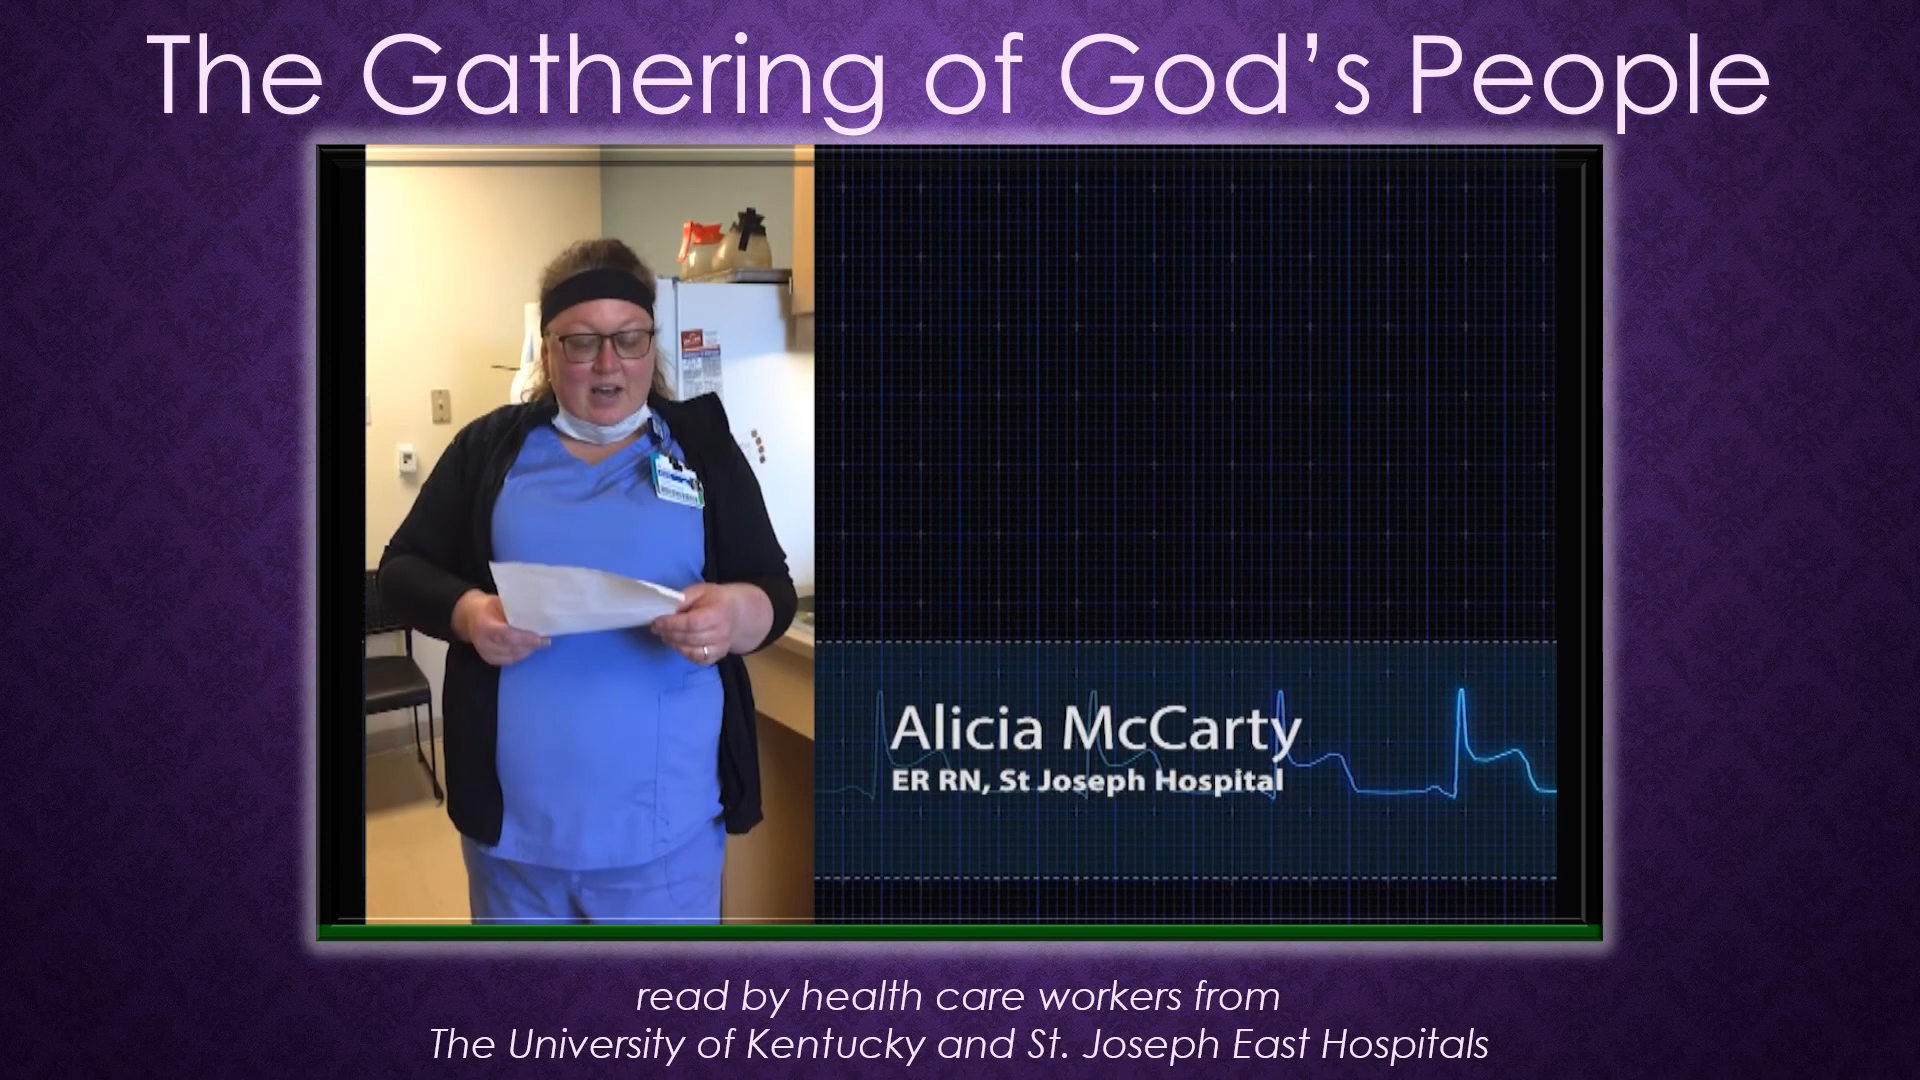 The Gathering of God’s People
Alicia McCarty
ER RN, St Joseph Hospital
read by health care workers from
The University of Kentucky and St. Joseph East Hospitals